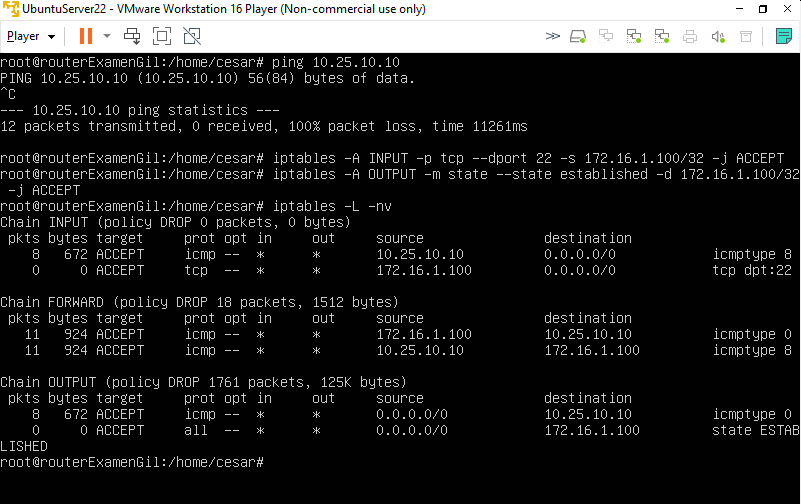 UbuntuServer22 - VMware Workstation 16 Player (Non-commercial use only)
Player
root@routerExamenGil:/home/cesar# ping 10.25.10.10
PING 10.25.10.10 (10.25.10.10) 56(84) bytes of data.
^C
--- 10.25.10.10 ping statistics ---
12 packets transmitted, 0 received, 100% packet loss, time 11261ms
root@routerExamenGil:/home/cesar# iptables -A INPUT -p tcp --dport 22 -s 172.16.1.100/32 -j ACCEPT
root@routerExamenGil:/home/cesar# iptables -A OUTPUT -m state --state established -d 172.16.1.100/32
 -j ACCEPT
root@routerExamenGil:/home/cesar# iptables -L -nv
Chain INPUT (policy DROP 0 packets, 0 bytes)
 pkts bytes target     prot opt in     out     source               destination
    8   672 ACCEPT     icmp --  *      *       10.25.10.10          0.0.0.0/0            icmptype 8
    0     0 ACCEPT     tcp  --  *      *       172.16.1.100         0.0.0.0/0            tcp dpt:22
Chain FORWARD (policy DROP 18 packets, 1512 bytes)
 pkts bytes target     prot opt in     out     source               destination
   11   924 ACCEPT     icmp --  *      *       172.16.1.100         10.25.10.10          icmptype 0
   11   924 ACCEPT     icmp --  *      *       10.25.10.10          172.16.1.100         icmptype 8
Chain OUTPUT (policy DROP 1761 packets, 125K bytes)
 pkts bytes target     prot opt in     out     source               destination
    8   672 ACCEPT     icmp --  *      *       0.0.0.0/0            10.25.10.10          icmptype 0
    0     0 ACCEPT     all  --  *      *       0.0.0.0/0            172.16.1.100         state ESTAB
LISHED
root@routerExamenGil:/home/cesar#